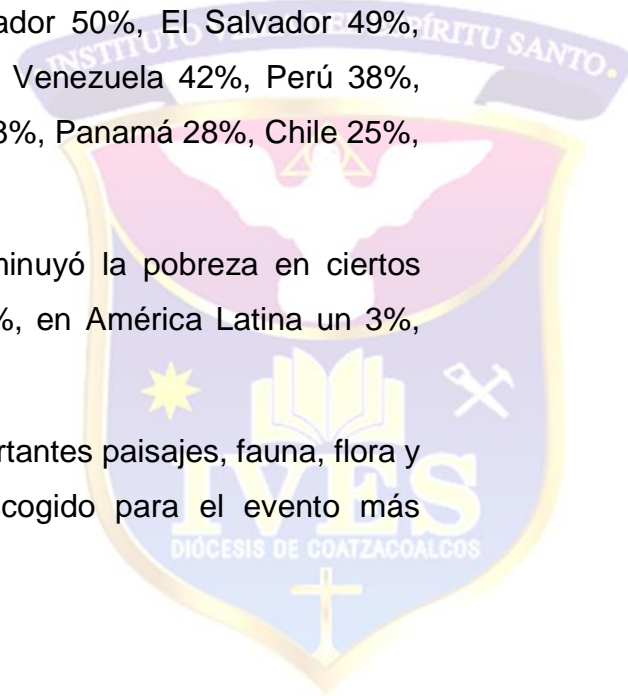 ador 50%, El Salvador 49%,
INSTITUTO ESPÍRITU SANTO.
Venezuela 42%, Perú 38%,
3%, Panamá 28%, Chile 25%,
minuyó la pobreza en ciertos
%, en América Latina un 3%,
rtantes paisajes, fauna, flora y
cogido para el evento más
IVES
DIÓCESIS DE COATZACOALCOS